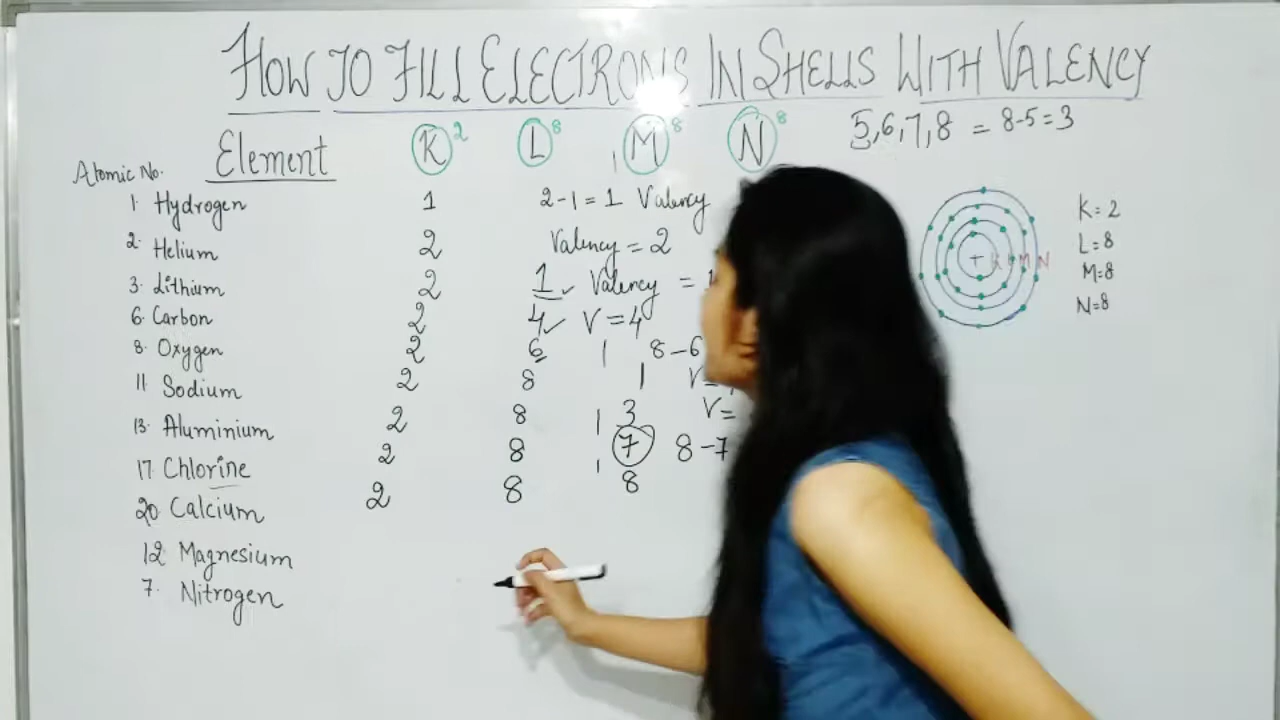 HOW TO FILL ELECTRONS IN SHELLS WITH VALENCY
5,6,7,8 = 8-5=3
Atomic No. Element K 2 L 8 M 8 N 8
1. Hydrogen 1 2-1=1 Valency
2. Helium 2 Valency = 2
3. Lithium 2 1 ✓ Valency =
6. Carbon 2 4 ✓ V=4
8. Oxygen 2 6 8-6
11. Sodium 2 8 1
13. Aluminium 2 8 3 V=
17. Chlorine 2 8 7 8-7
20. Calcium 2 8 8
12 Magnesium
7. Nitrogen
+ K L M N
K=2
L=8
M=8
N=8